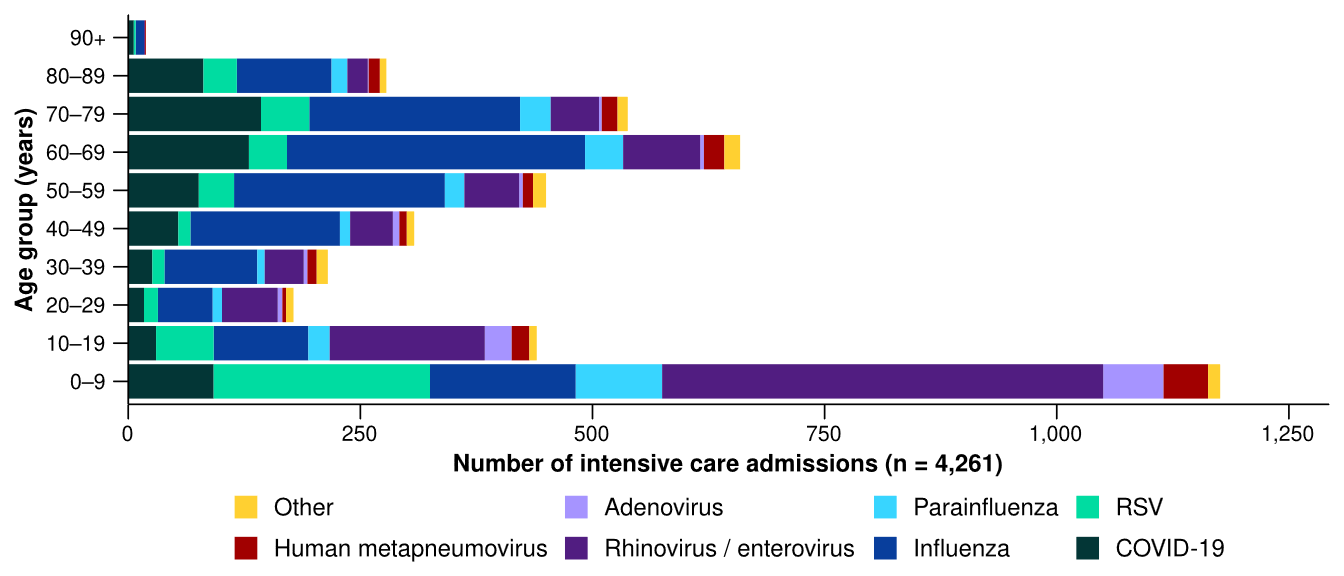 Age group (years)
90+
80–89
70–79
60–69
50–59
40–49
30–39
20–29
10–19
0–9
0 250 500 750 1,000 1,250
Number of intensive care admissions (n = 4,261)
Other Adenovirus Parainfluenza RSV
Human metapneumovirus Rhinovirus / enterovirus Influenza COVID-19